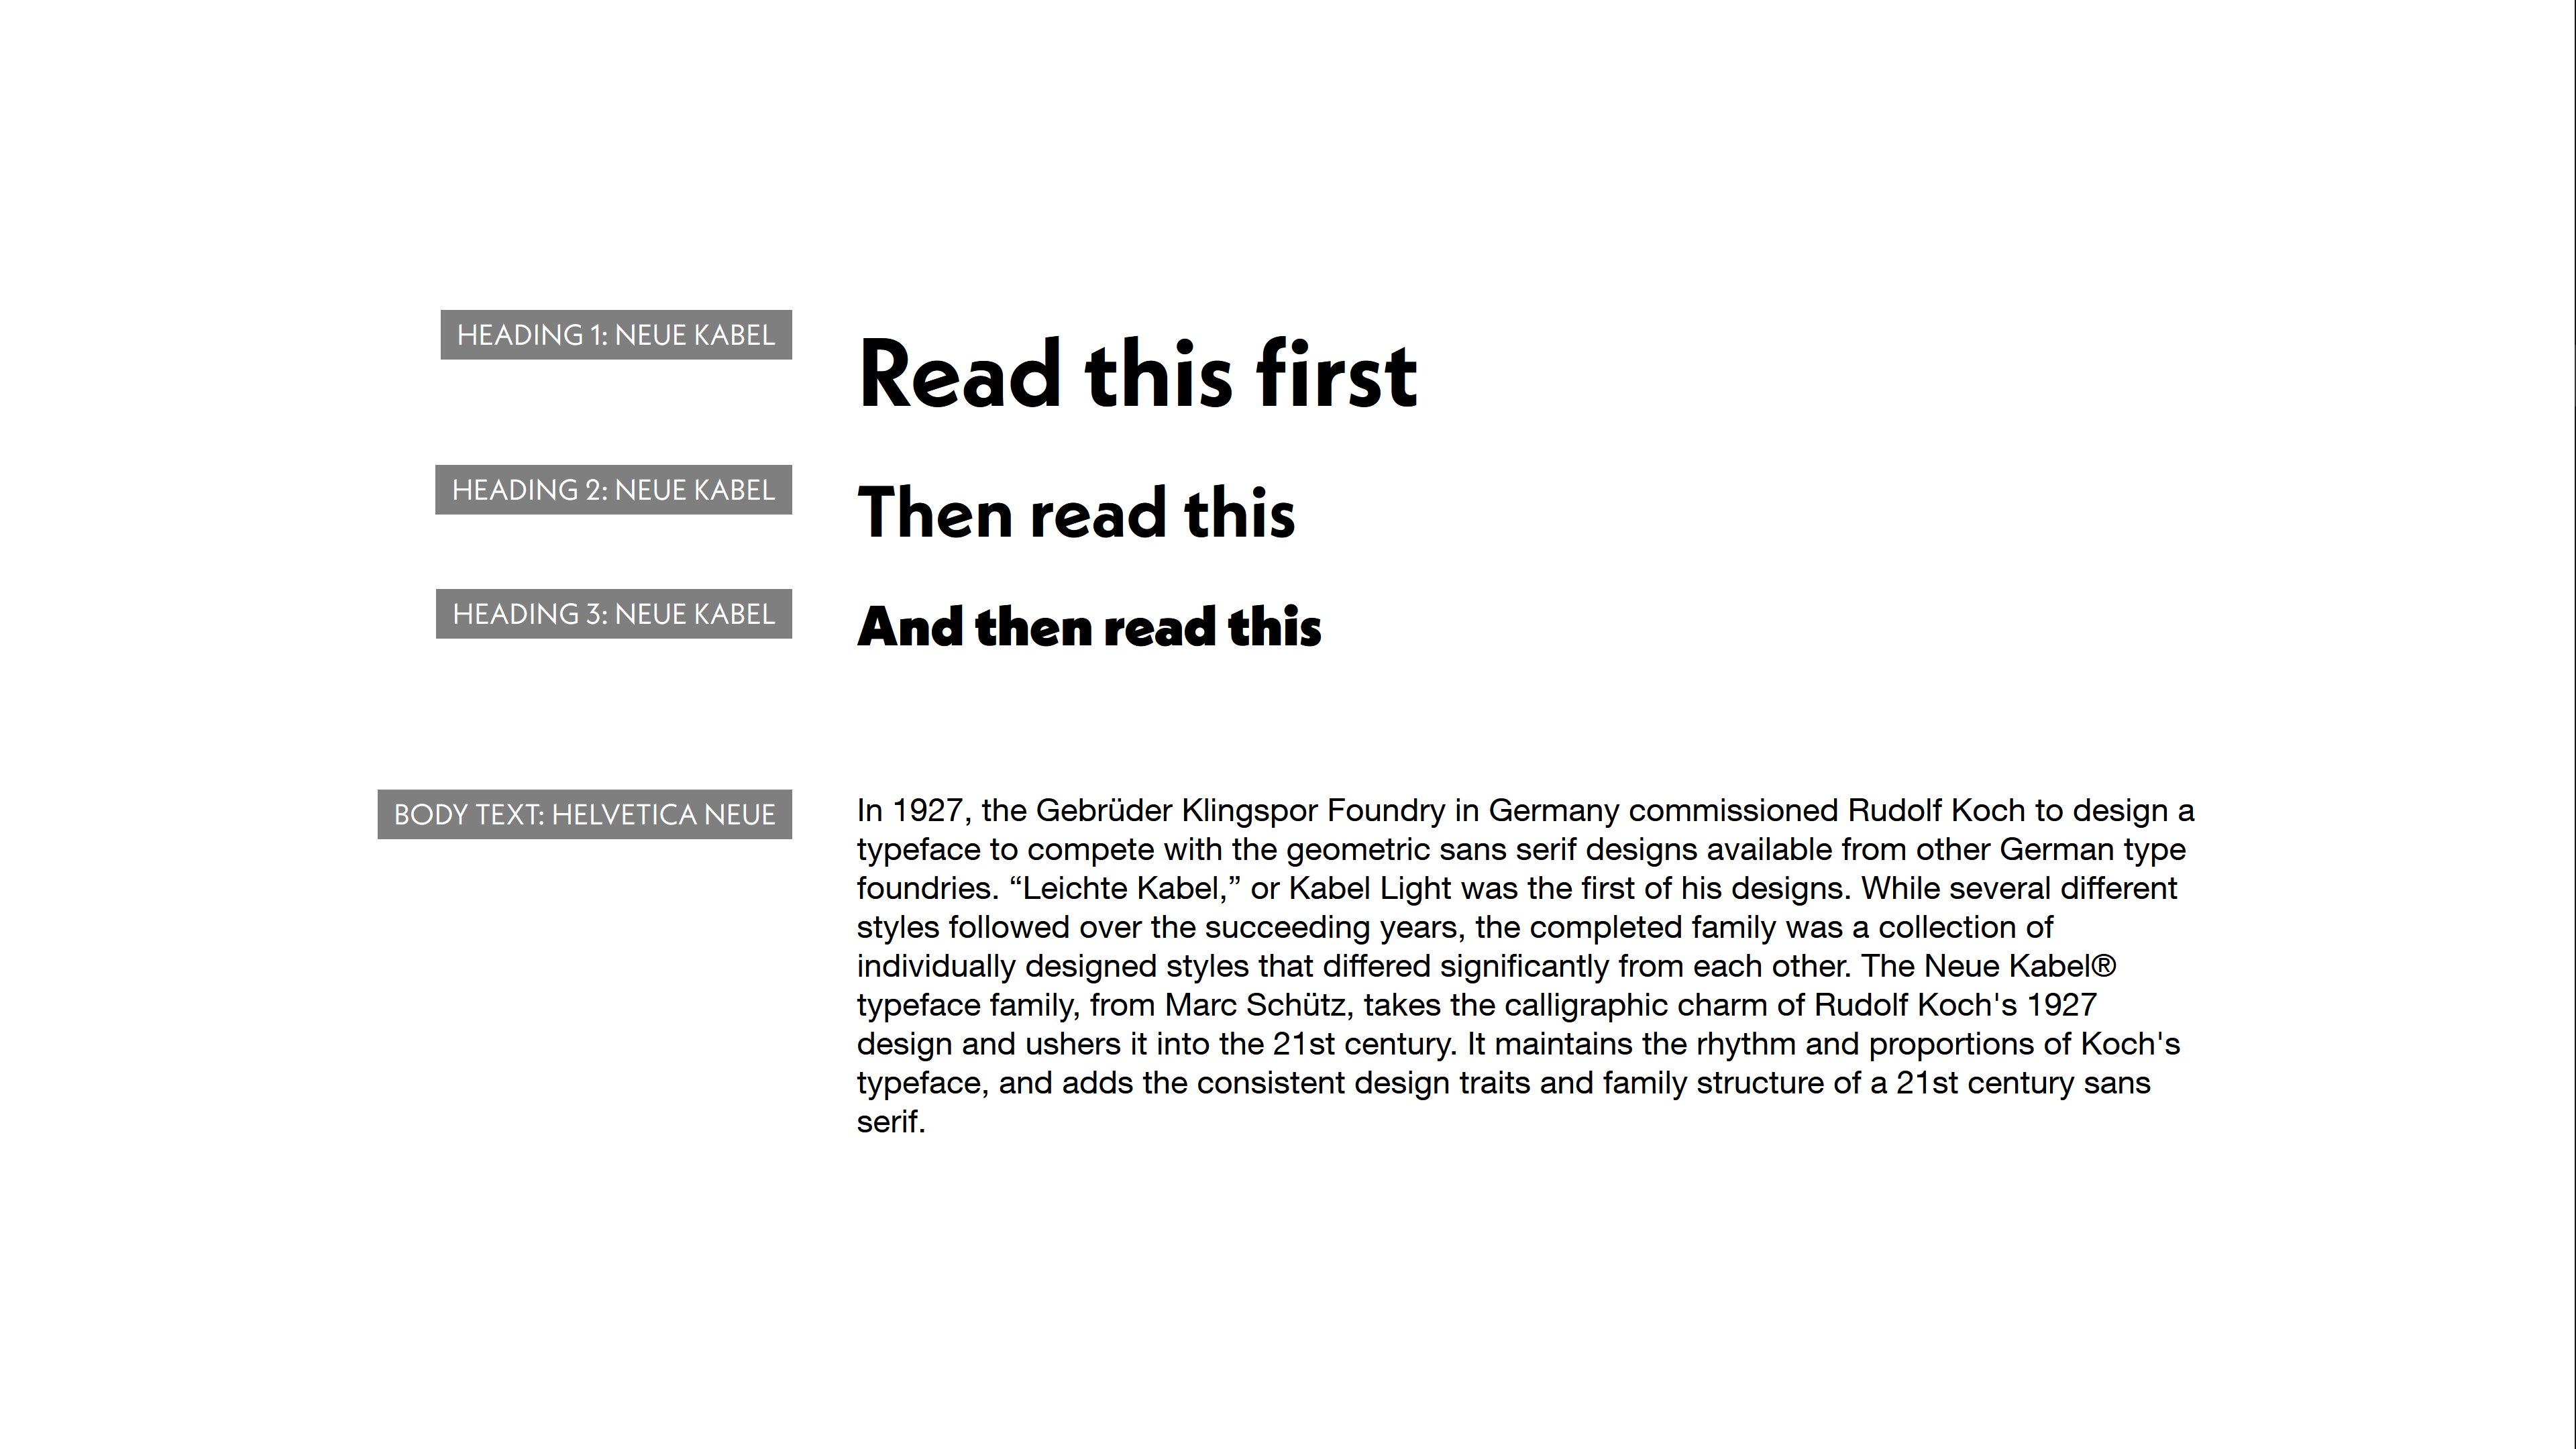 HEADING 1: NEUE KABEL
Read this first
HEADING 2: NEUE KABEL
Then read this
HEADING 3: NEUE KABEL
And then read this
BODY TEXT: HELVETICA NEUE
In 1927, the Gebrüder Klingspor Foundry in Germany commissioned Rudolf Koch to design a
typeface to compete with the geometric sans serif designs available from other German type
foundries. “Leichte Kabel,” or Kabel Light was the first of his designs. While several different
styles followed over the succeeding years, the completed family was a collection of
individually designed styles that differed significantly from each other. The Neue Kabel®
typeface family, from Marc Schütz, takes the calligraphic charm of Rudolf Koch's 1927
design and ushers it into the 21st century. It maintains the rhythm and proportions of Koch's
typeface, and adds the consistent design traits and family structure of a 21st century sans
serif.